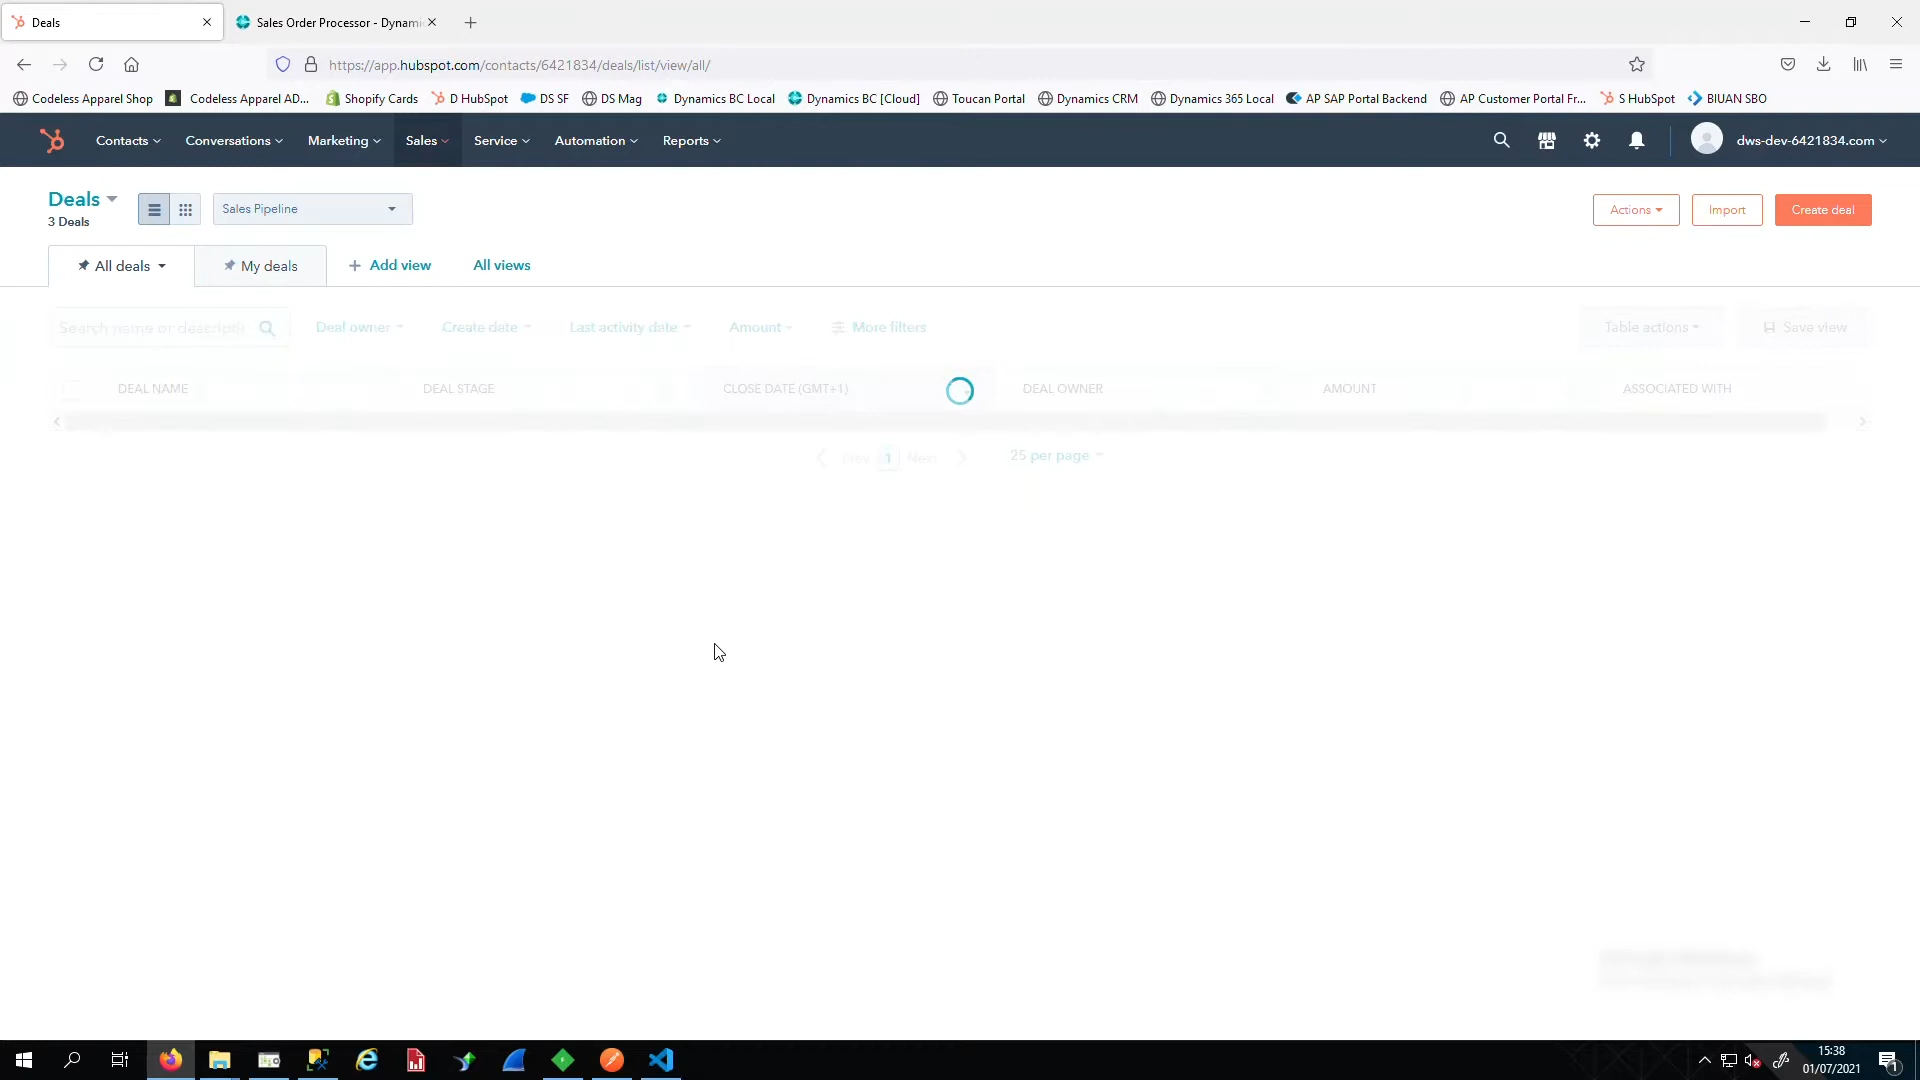 Deals
Sales Order Processor - Dynami
https://app.hubspot.com/contacts/6421834/deals/list/view/all/
Codeless Apparel Shop
Codeless Apparel AD...
Shopify Cards
D HubSpot
DS SF
DS Mag
Dynamics BC Local
Dynamics BC [Cloud]
Toucan Portal
Dynamics CRM
Dynamics 365 Local
AP SAP Portal Backend
AP Customer Portal Fr...
S HubSpot
BIUAN SBO
Contacts
Conversations
Marketing
Sales
Service
Automation
Reports
dws-dev-6421834.com
Deals
3 Deals
Sales Pipeline
Actions
Import
Create deal
All deals
My deals
Add view
All views
Search name or descripti
Deal owner
Create date
Last activity date
Amount
More filters
Table actions
Save view
DEAL NAME
DEAL STAGE
CLOSE DATE (GMT+1)
DEAL OWNER
AMOUNT
ASSOCIATED WITH
Prev
1
Next
25 per page
15:38
01/07/2021
1